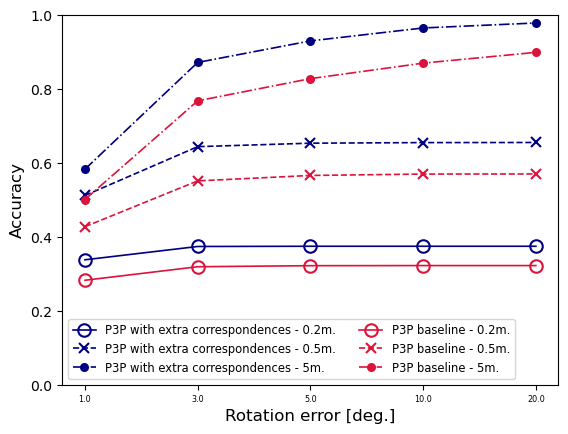 1.0
0.8
0.6
0.4
0.2
0.0
Accuracy
P3P with extra correspondences - 0.2m.
P3P with extra correspondences - 0.5m.
P3P with extra correspondences - 5m.
P3P baseline - 0.2m.
P3P baseline - 0.5m.
P3P baseline - 5m.
1.0 3.0 5.0 10.0 20.0
Rotation error [deg.]